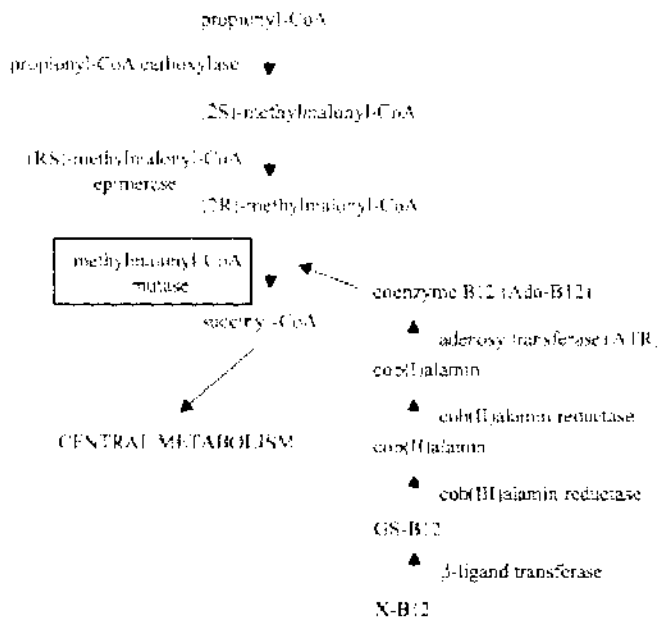 propionyl-CoA
propionyl-CoA carboxylase
(2S)-methylmalonyl-CoA
(RS)-methylmalonyl-CoA
epimerase
(2R)-methylmalonyl-CoA
methylmalonyl-CoA
mutase
coenzyme B12 (Ado-B12)
succiny -CoA
adenosy transferase (ATR)
cob(I)alamin
cob(II)alamin reductase
CENTRAL METABOLISM
cob(II)alamin
cob(III)alamin reductase
GS-B12
β-ligand transferase
X-B12